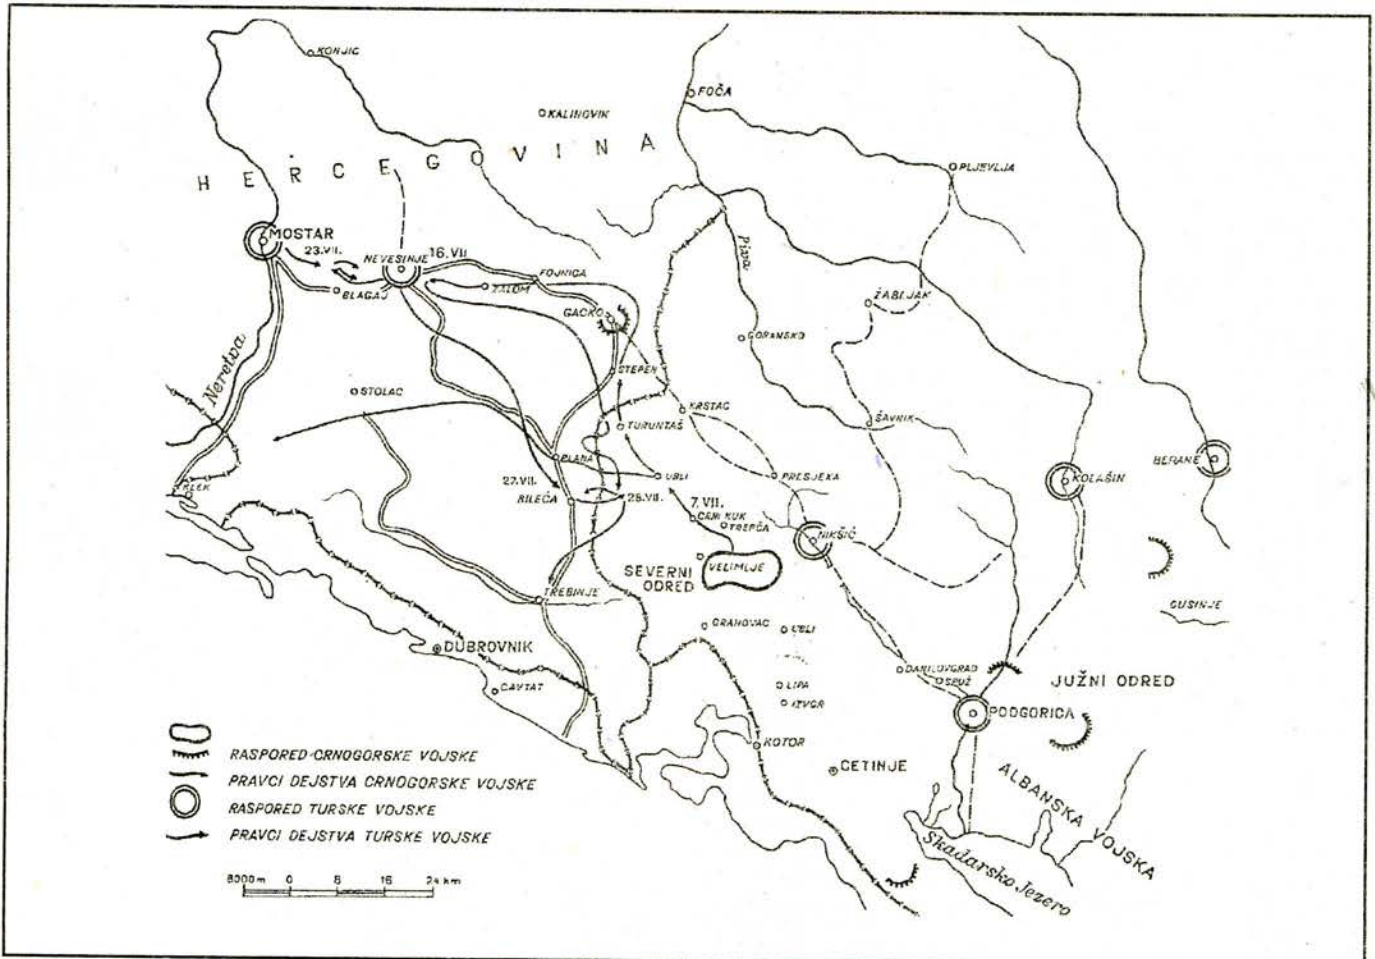 KONJIC
FOČA
KALINOVIK
HERCEGOVINA
PLJEVLJA
MOSTAR
23.VII.
NEVESINJE
16.VII
Piva
BLAGAJ
ZALOM
FOJNICA
GACKO
ŽABLJAK
GORANSKO
Neretva
STOLAC
STEPEN
KRSTAC
TURUNTAŠ
ŠAVNIK
PLANA
UBLI
PRESJEKA
KOLAŠIN
BERANE
KLEK
27.VII.
BILEĆA
28.VII.
7.VII.
CRNI KUK
TREPČA
NIKŠIĆ
SEVERNI
ODRED
VELIMLJE
TREBINJE
GUSINJE
GRAHOVAC
UBLI
DUBROVNIK
DANILOVGRAD
SPUŽ
JUŽNI ODRED
CAVTAT
LIPA
IZVOR
PODGORICA
KOTOR
CETINJE
ALBANSKA VOJSKA
Skadarsko Jezero
RASPORED CRNOGORSKE VOJSKE
PRAVCI DEJSTVA CRNOGORSKE VOJSKE
RASPORED TURSKE VOJSKE
PRAVCI DEJSTVA TURSKE VOJSKE
8000 m 0 8 16 24 km